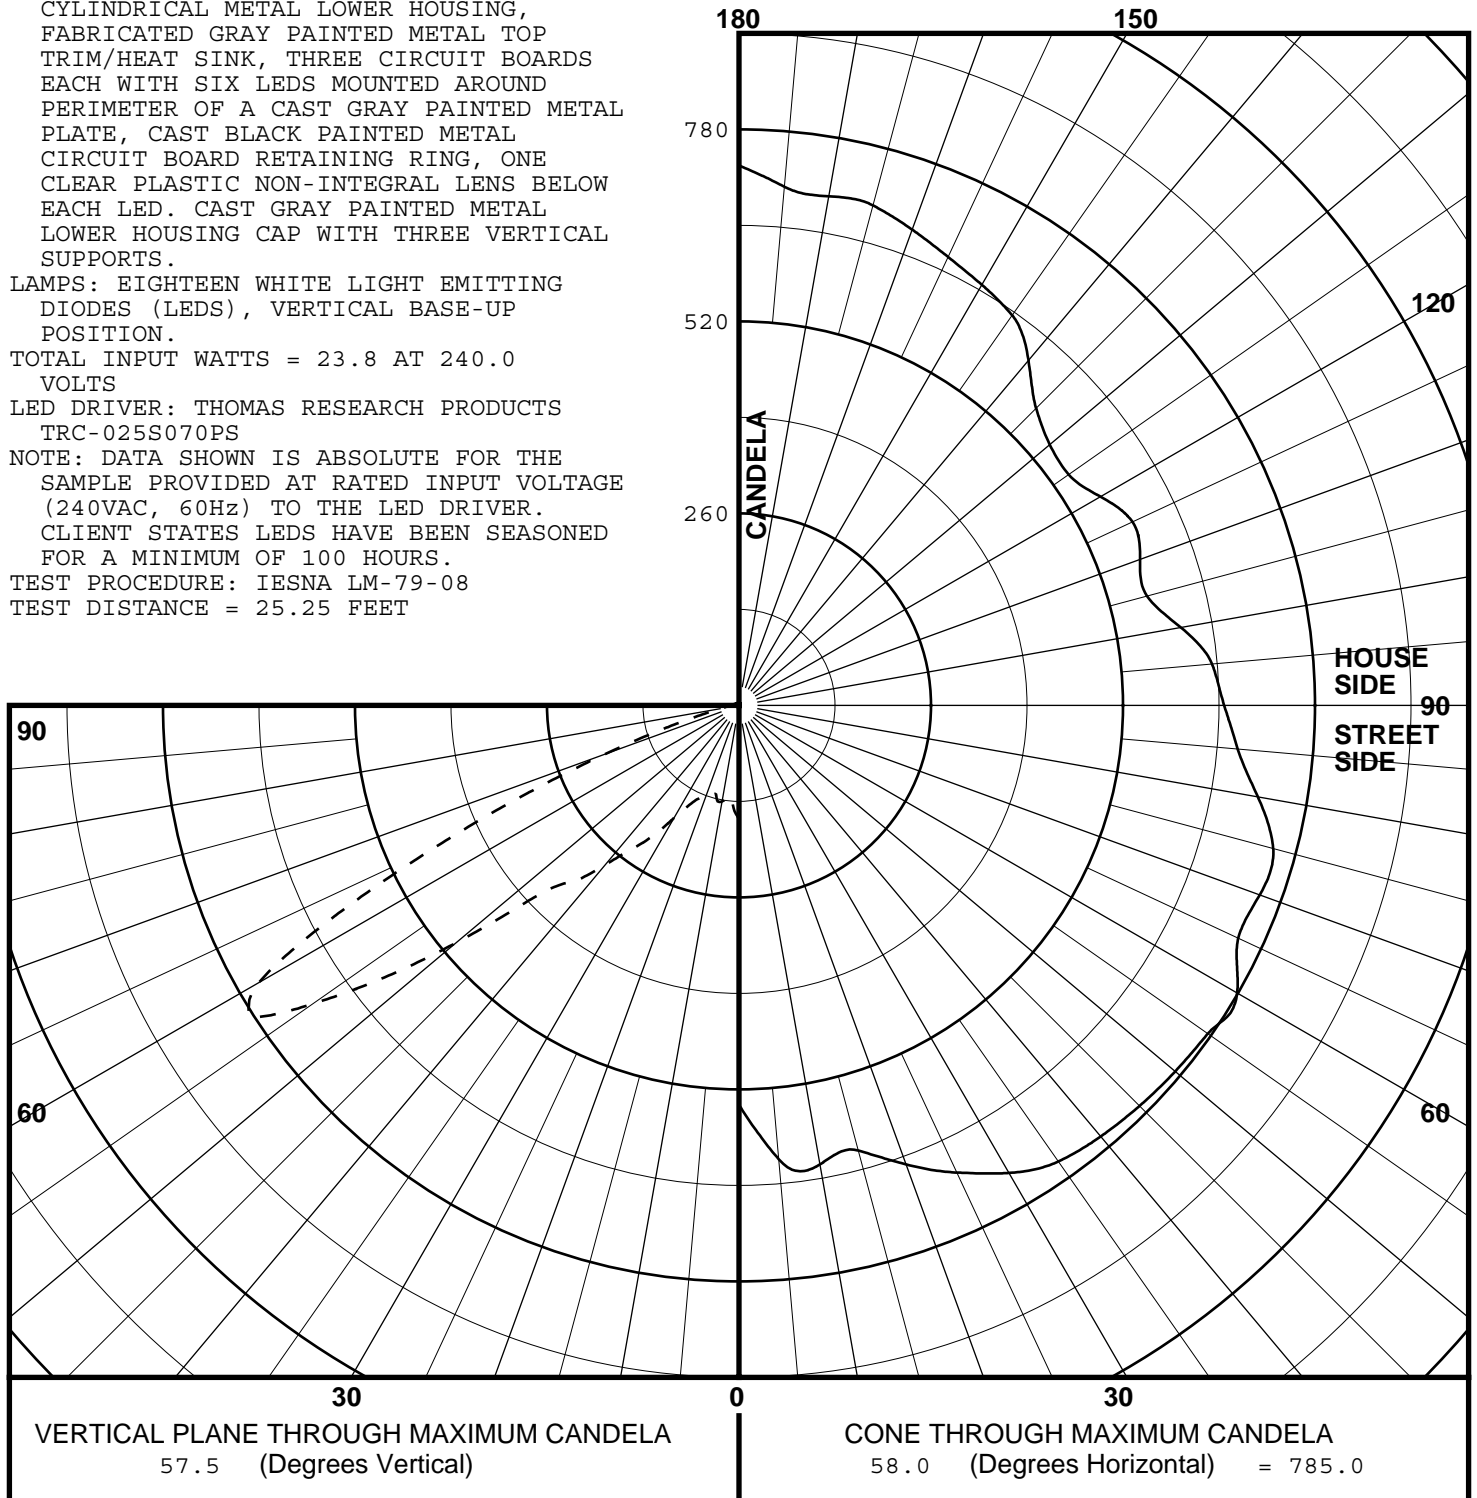 CYLINDRICAL METAL LOWER HOUSING,
FABRICATED GRAY PAINTED METAL TOP
TRIM/HEAT SINK, THREE CIRCUIT BOARDS
EACH WITH SIX LEDS MOUNTED AROUND
PERIMETER OF A CAST GRAY PAINTED METAL
PLATE, CAST BLACK PAINTED METAL
CIRCUIT BOARD RETAINING RING, ONE
CLEAR PLASTIC NON-INTEGRAL LENS BELOW
EACH LED. CAST GRAY PAINTED METAL
LOWER HOUSING CAP WITH THREE VERTICAL
SUPPORTS.
LAMPS: EIGHTEEN WHITE LIGHT EMITTING
DIODES (LEDS), VERTICAL BASE-UP
POSITION.
TOTAL INPUT WATTS = 23.8 AT 240.0
VOLTS
LED DRIVER: THOMAS RESEARCH PRODUCTS
TRC-025S070PS
NOTE: DATA SHOWN IS ABSOLUTE FOR THE
SAMPLE PROVIDED AT RATED INPUT VOLTAGE
(240VAC, 60Hz) TO THE LED DRIVER.
CLIENT STATES LEDS HAVE BEEN SEASONED
FOR A MINIMUM OF 100 HOURS.
TEST PROCEDURE: IESNA LM-79-08
TEST DISTANCE = 25.25 FEET
180
150
780
120
520
CANDELA
260
HOUSE
SIDE
90
STREET
SIDE
90
60
60
30
0
30
VERTICAL PLANE THROUGH MAXIMUM CANDELA
57.5 (Degrees Vertical)
CONE THROUGH MAXIMUM CANDELA
58.0 (Degrees Horizontal) = 785.0